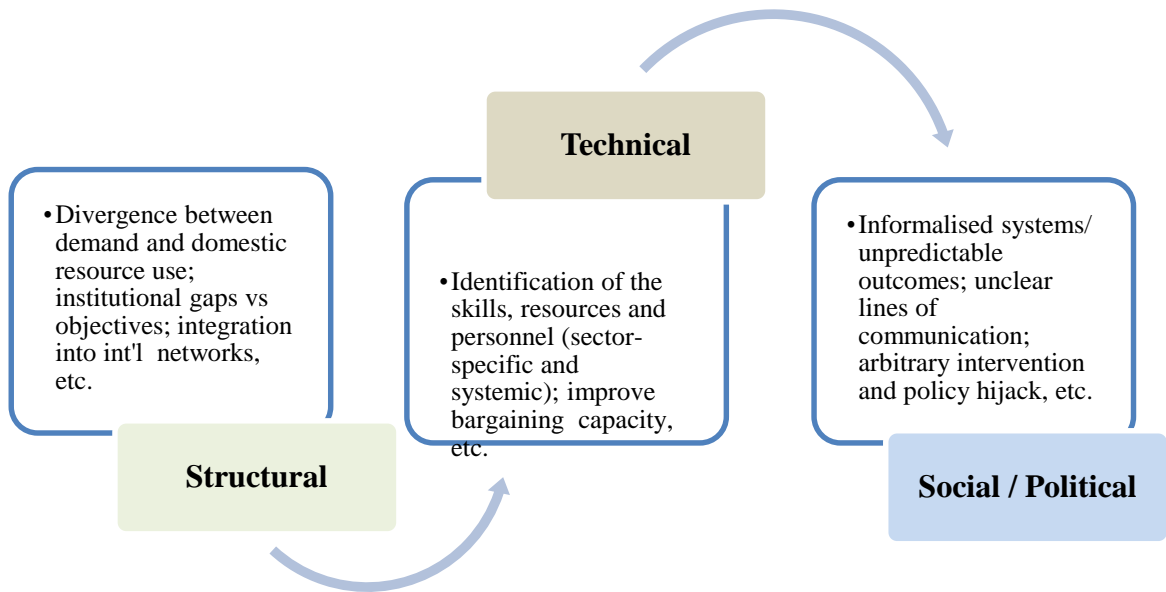 •Divergence between
demand and domestic
resource use;
institutional gaps vs
objectives; integration
into int'l networks,
etc.
Structural
Technical
•Identification of the
skills, resources and
personnel (sector-
specific and
systemic); improve
bargaining capacity,
etc.
•Informalised systems/
unpredictable
outcomes; unclear
lines of
communication;
arbitrary intervention
and policy hijack, etc.
Social / Political